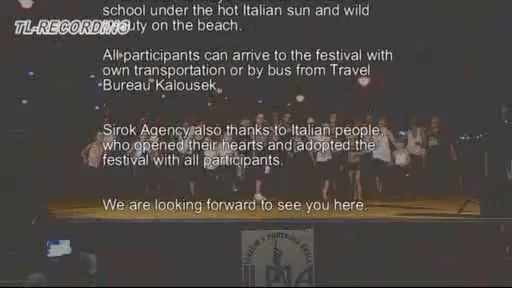 school under the hot Italian sun and wild
TL-RECORDING
on the beach.
All participants can arrive to the festival with
own transportation or by bus from Travel
Bureau Kalousek.
Sirok Agency also thanks to Italian people,
who opened their hearts and adopted the
festival with all participants.
We are looking forward to see you here.